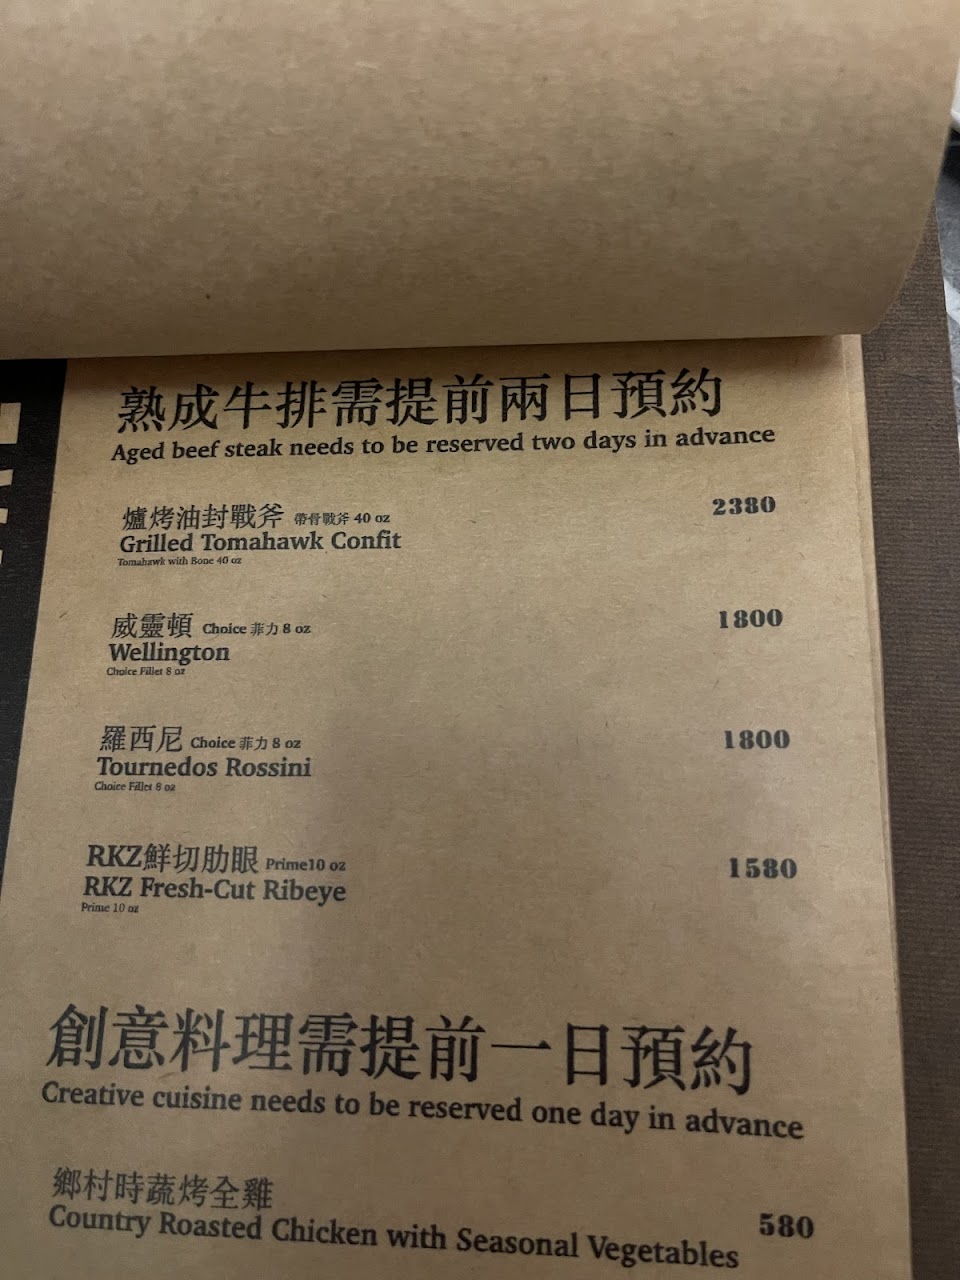 熟成牛排需提前兩日預約
Aged beef steak needs to be reserved two days in advance
爐烤油封戰斧 帶骨戰斧 40 oz 2380
Grilled Tomahawk Confit
Tomahawk with Bone 40 oz
威靈頓 Choice 菲力 8 oz 1800
Wellington
Choice Fillet 8 oz
羅西尼 Choice 菲力 8 oz 1800
Tournedos Rossini
Choice Fillet 8 oz
RKZ鮮切肋眼 Prime10 oz 1580
RKZ Fresh-Cut Ribeye
Prime 10 oz
創意料理需提前一日預約
Creative cuisine needs to be reserved one day in advance
鄉村時蔬烤全雞 580
Country Roasted Chicken with Seasonal Vegetables